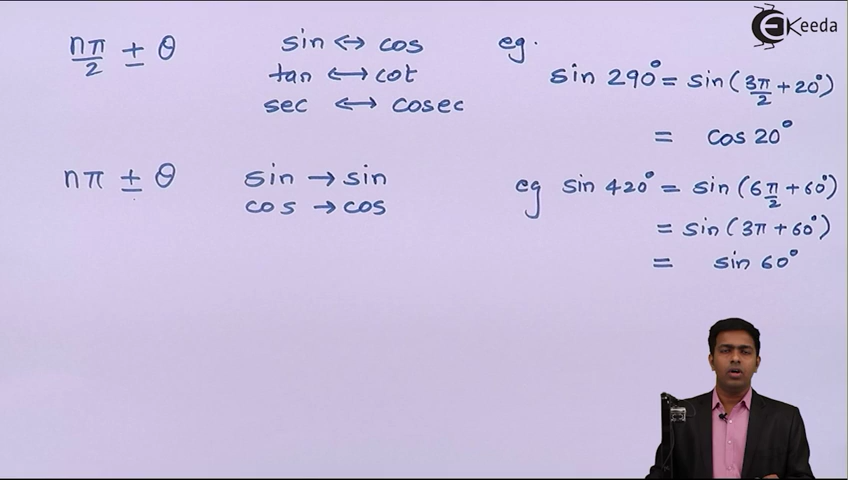 Ekeeda
nπ/2 ± θ sin ↔ cos eg.
tan ↔ cot sin 290° = sin(3π/2 + 20°)
sec ↔ cosec
= cos 20°
nπ ± θ sin → sin eg sin 420° = sin(6π/2 + 60°)
cos → cos = sin(3π + 60°)
= sin 60°